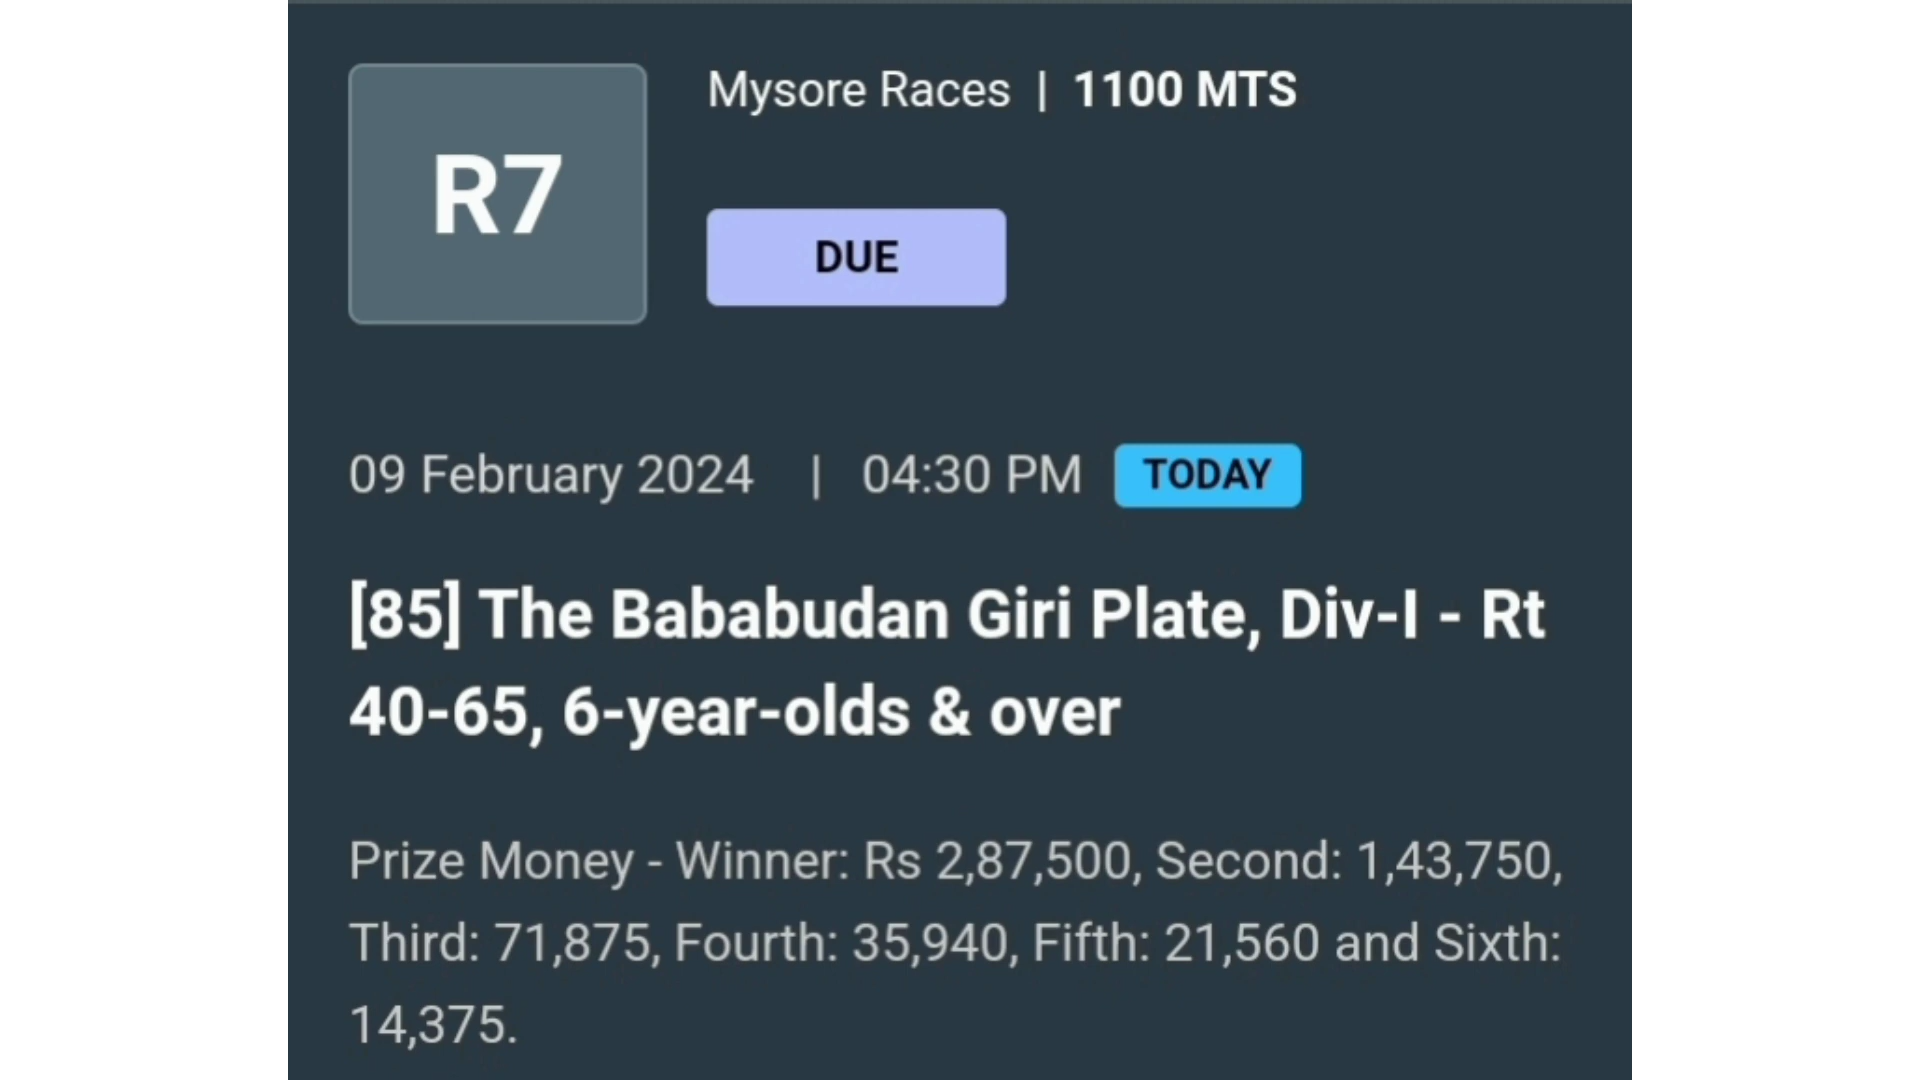 R7
Mysore Races | 1100 MTS
DUE
09 February 2024 | 04:30 PM TODAY
[85] The Bababudan Giri Plate, Div-I - Rt
40-65, 6-year-olds & over
Prize Money - Winner: Rs 2,87,500, Second: 1,43,750,
Third: 71,875, Fourth: 35,940, Fifth: 21,560 and Sixth:
14,375.